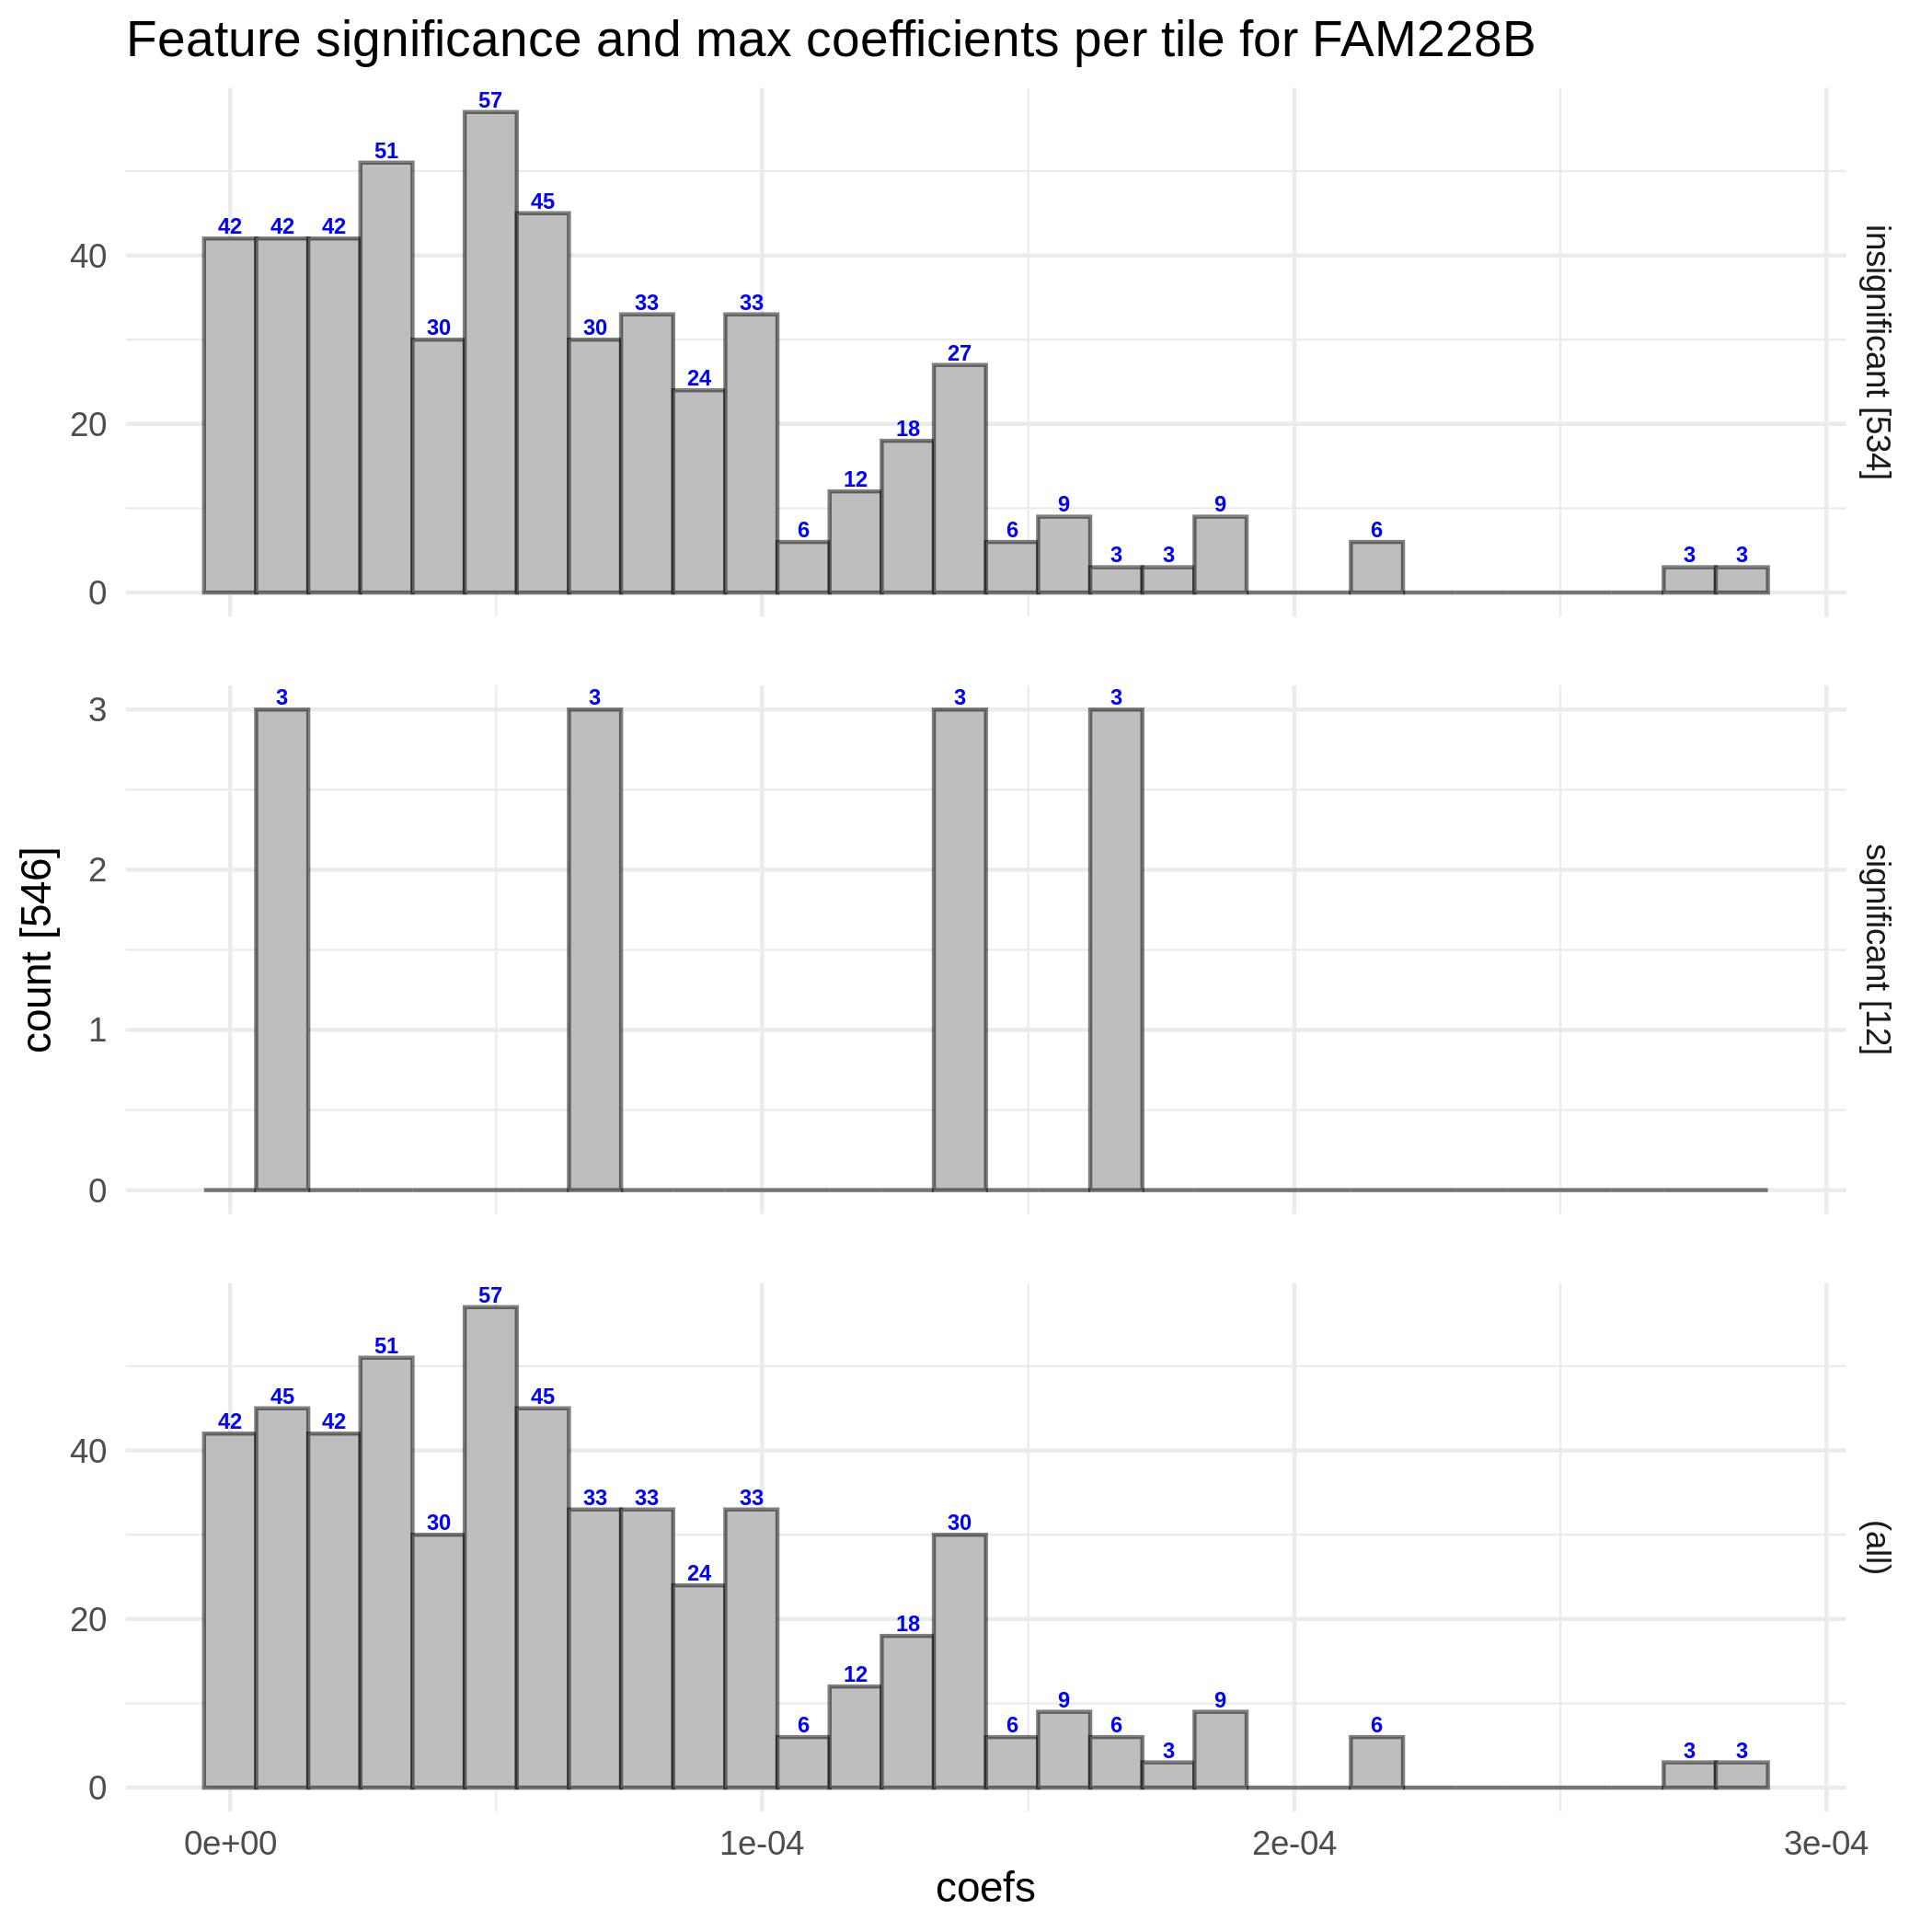 Feature significance and max coefficients per tile for FAM228B
57
51
45
42 42 42
33 33
30 30
27
24
18
12
9 9
6 6 6
3 3 3 3
40
20
0
insignificant [534]
3 3 3 3
3
2
1
0
significant [12]
count [546]
57
51
45 45
42 42
33 33 33
30 30
24
18
12
9 9
6 6 6 6
3 3 3
40
20
0
(all)
0e+00 1e-04 2e-04 3e-04
coefs